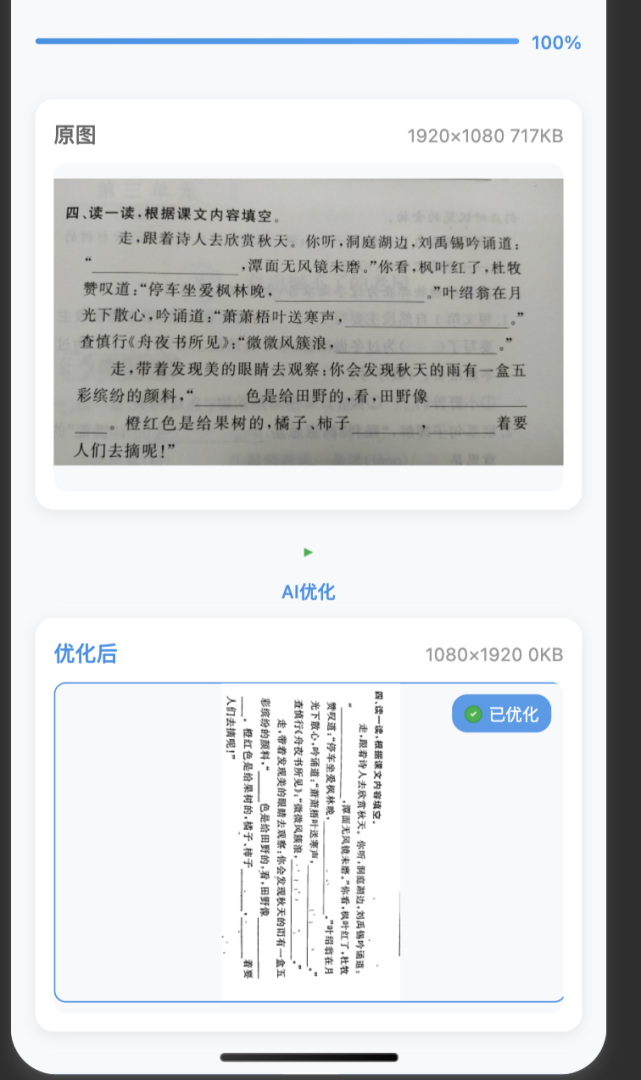 100%
原图
1920×1080 717KB
四、读一读,根据课文内容填空。
走,跟着诗人去欣赏秋天。你听,洞庭湖边,刘禹锡吟诵道:
“____________,潭面无风镜未磨。”你看,枫叶红了,杜牧
赞叹道:“停车坐爱枫林晚,____________。”叶绍翁在月
光下散心,吟诵道:“萧萧梧叶送寒声,____________。”
查慎行《舟夜书所见》:“微微风簇浪,____________。”
走,带着发现美的眼睛去观察:你会发现秋天的雨有一盒五
彩缤纷的颜料,“____色是给田野的,看,田野像________
___。橙红色是给果树的,橘子、柿子______,______着要
人们去摘呢!”
AI优化
优化后
1080×1920 0KB
已优化
四、读一读,根据课文内容填空。
走,跟着诗人去欣赏秋天。你听,洞庭湖边,刘禹锡吟诵道:
“____________,潭面无风镜未磨。”你看,枫叶红了,杜牧
赞叹道:“停车坐爱枫林晚,____________。”叶绍翁在月
光下散心,吟诵道:“萧萧梧叶送寒声,____________。”
查慎行《舟夜书所见》:“微微风簇浪,____________。”
走,带着发现美的眼睛去观察:你会发现秋天的雨有一盒五
彩缤纷的颜料,“____色是给田野的,看,田野像________
___。橙红色是给果树的,橘子、柿子______,______着要
人们去摘呢!”